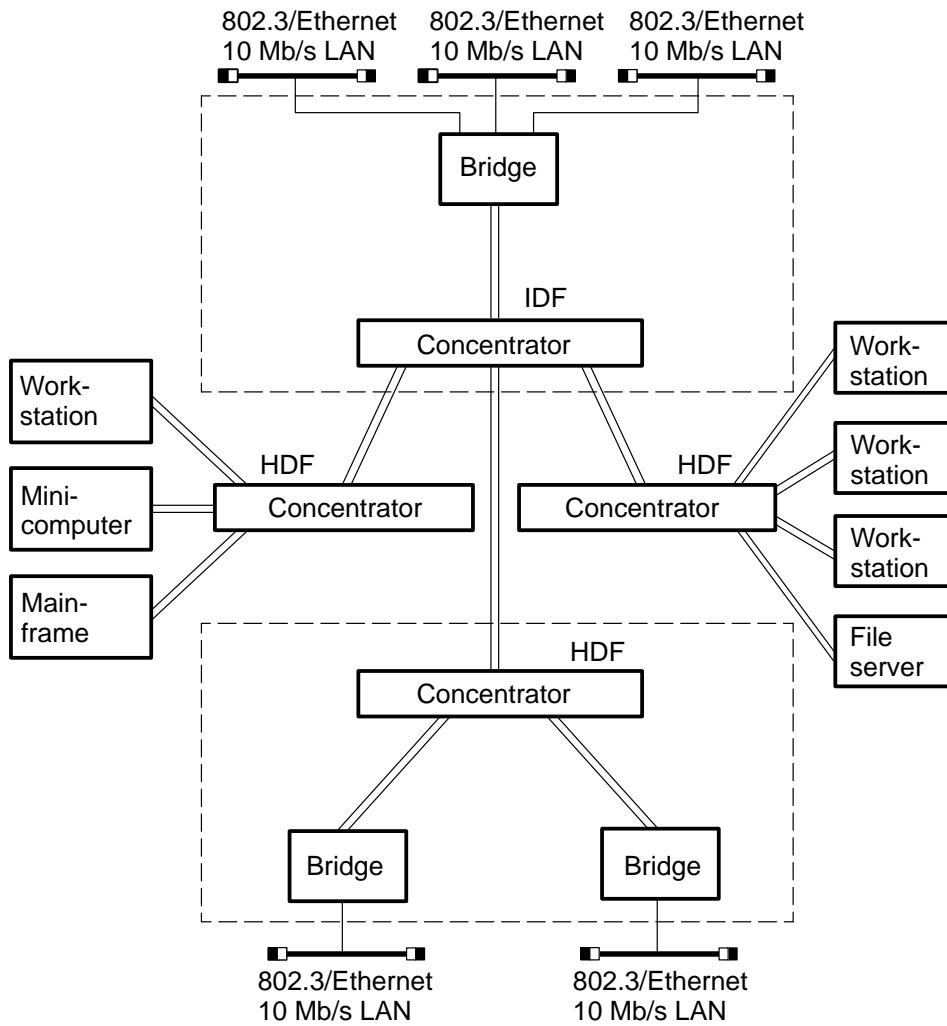 802.3/Ethernet
10 Mb/s LAN
802.3/Ethernet
10 Mb/s LAN
802.3/Ethernet
10 Mb/s LAN
Bridge
IDF
Concentrator
Work-
station
Mini-
computer
Main-
frame
HDF
Concentrator
HDF
Concentrator
Work-
station
Work-
station
Work-
station
File
server
HDF
Concentrator
Bridge
Bridge
802.3/Ethernet
10 Mb/s LAN
802.3/Ethernet
10 Mb/s LAN